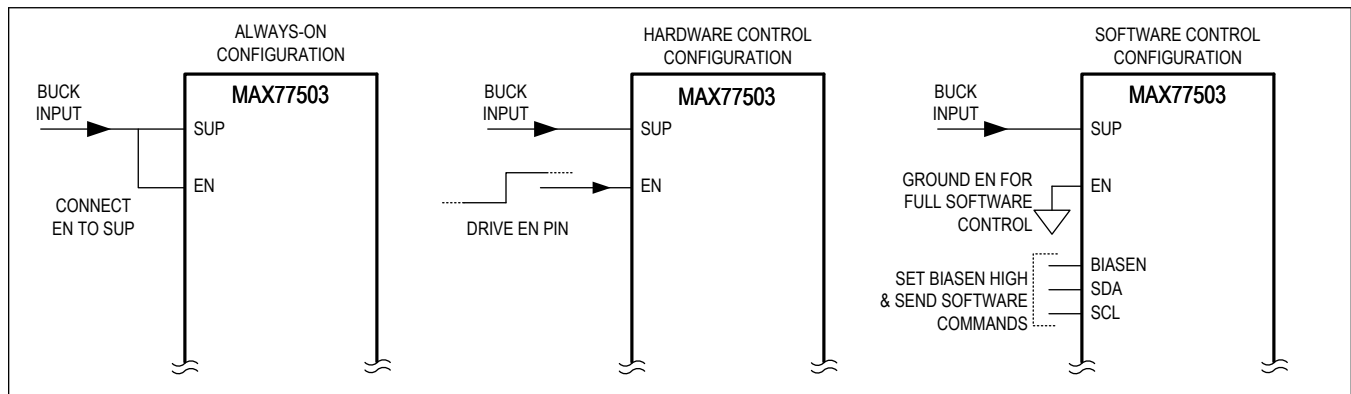 ALWAYS-ON
CONFIGURATION
MAX77503
BUCK
INPUT
SUP
EN
CONNECT
EN TO SUP
HARDWARE CONTROL
CONFIGURATION
MAX77503
BUCK
INPUT
SUP
EN
DRIVE EN PIN
SOFTWARE CONTROL
CONFIGURATION
MAX77503
BUCK
INPUT
SUP
GROUND EN FOR
FULL SOFTWARE
CONTROL
EN
SET BIASEN HIGH
& SEND SOFTWARE
COMMANDS
BIASEN
SDA
SCL